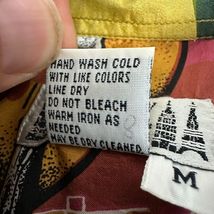 HAND WASH COLD
WITH LIKE COLORS
LINE DRY
DO NOT BLEACH
WARM IRON AS
NEEDED
MAY BE DRY CLEANED
M